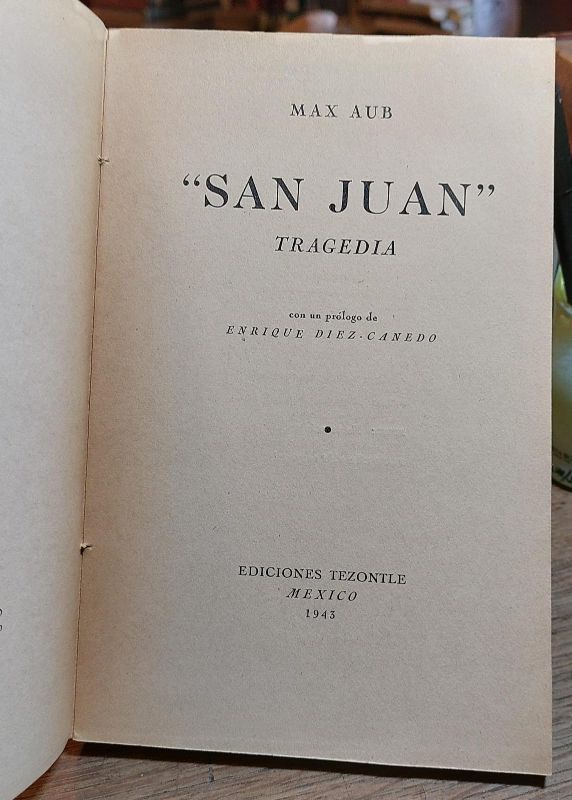 MAX AUB
“SAN JUAN”
TRAGEDIA
con un prólogo de
ENRIQUE DIEZ-CANEDO
EDICIONES TEZONTLE
MEXICO
1943